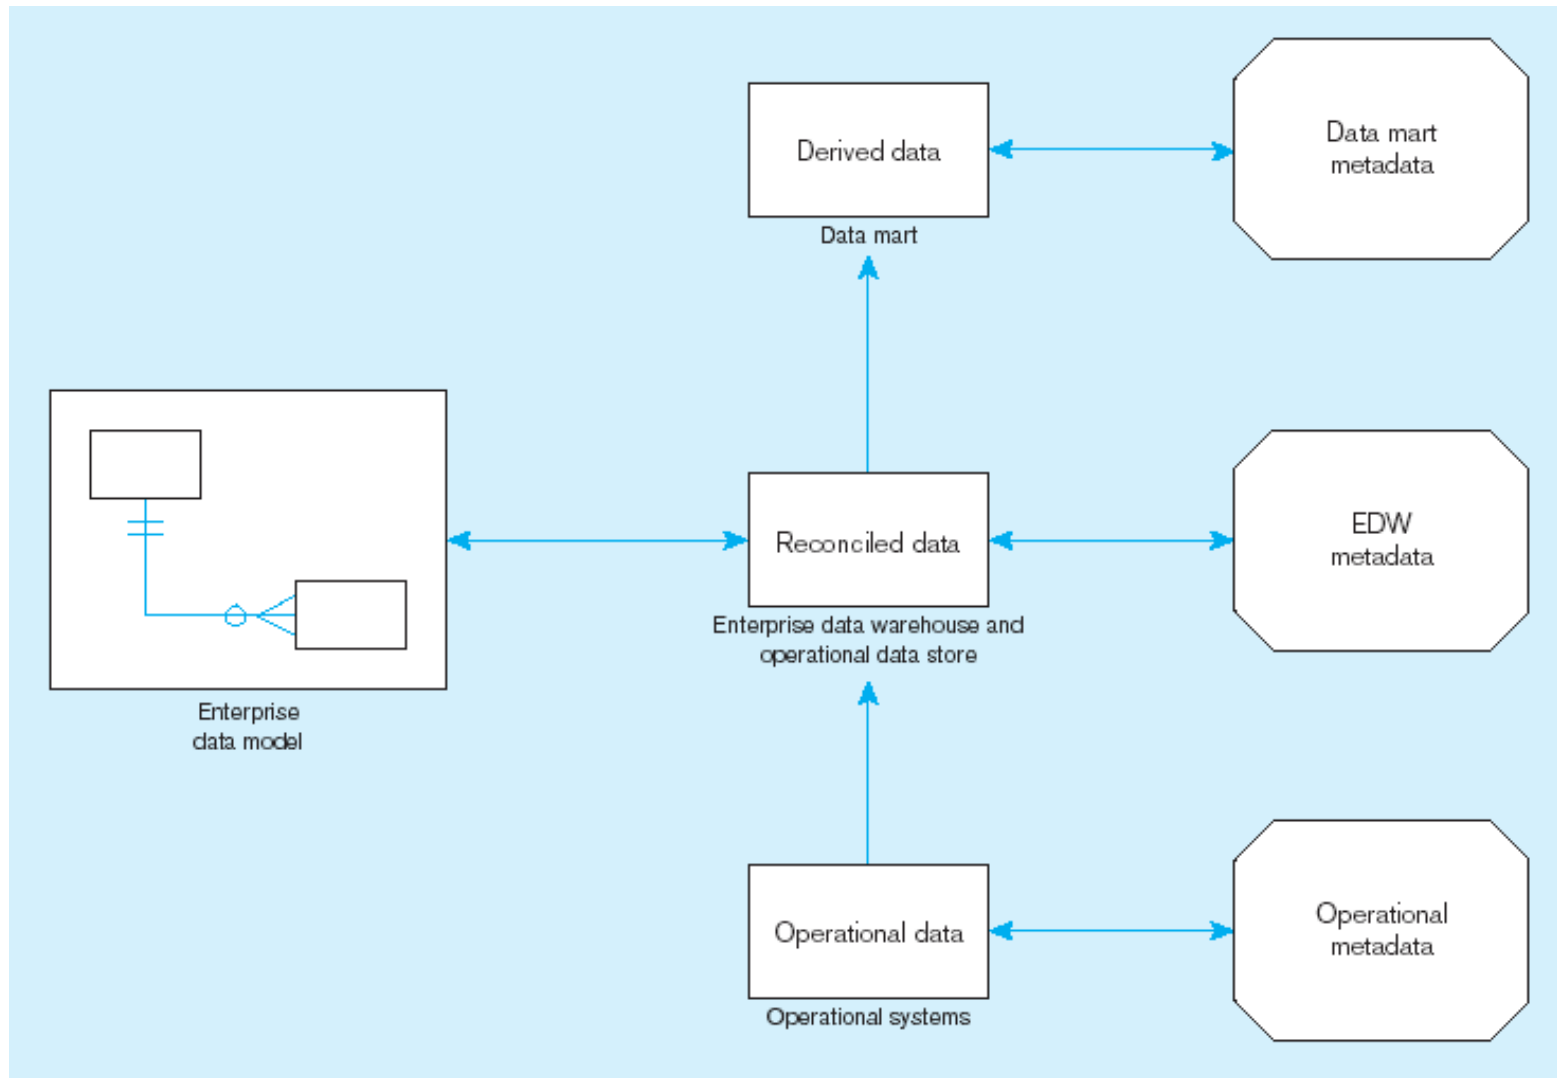 Derived data
Data mart
Data mart
metadata
Enterprise
data model
Reconciled data
Enterprise data warehouse and
operational data store
EDW
metadata
Operational data
Operational systems
Operational
metadata